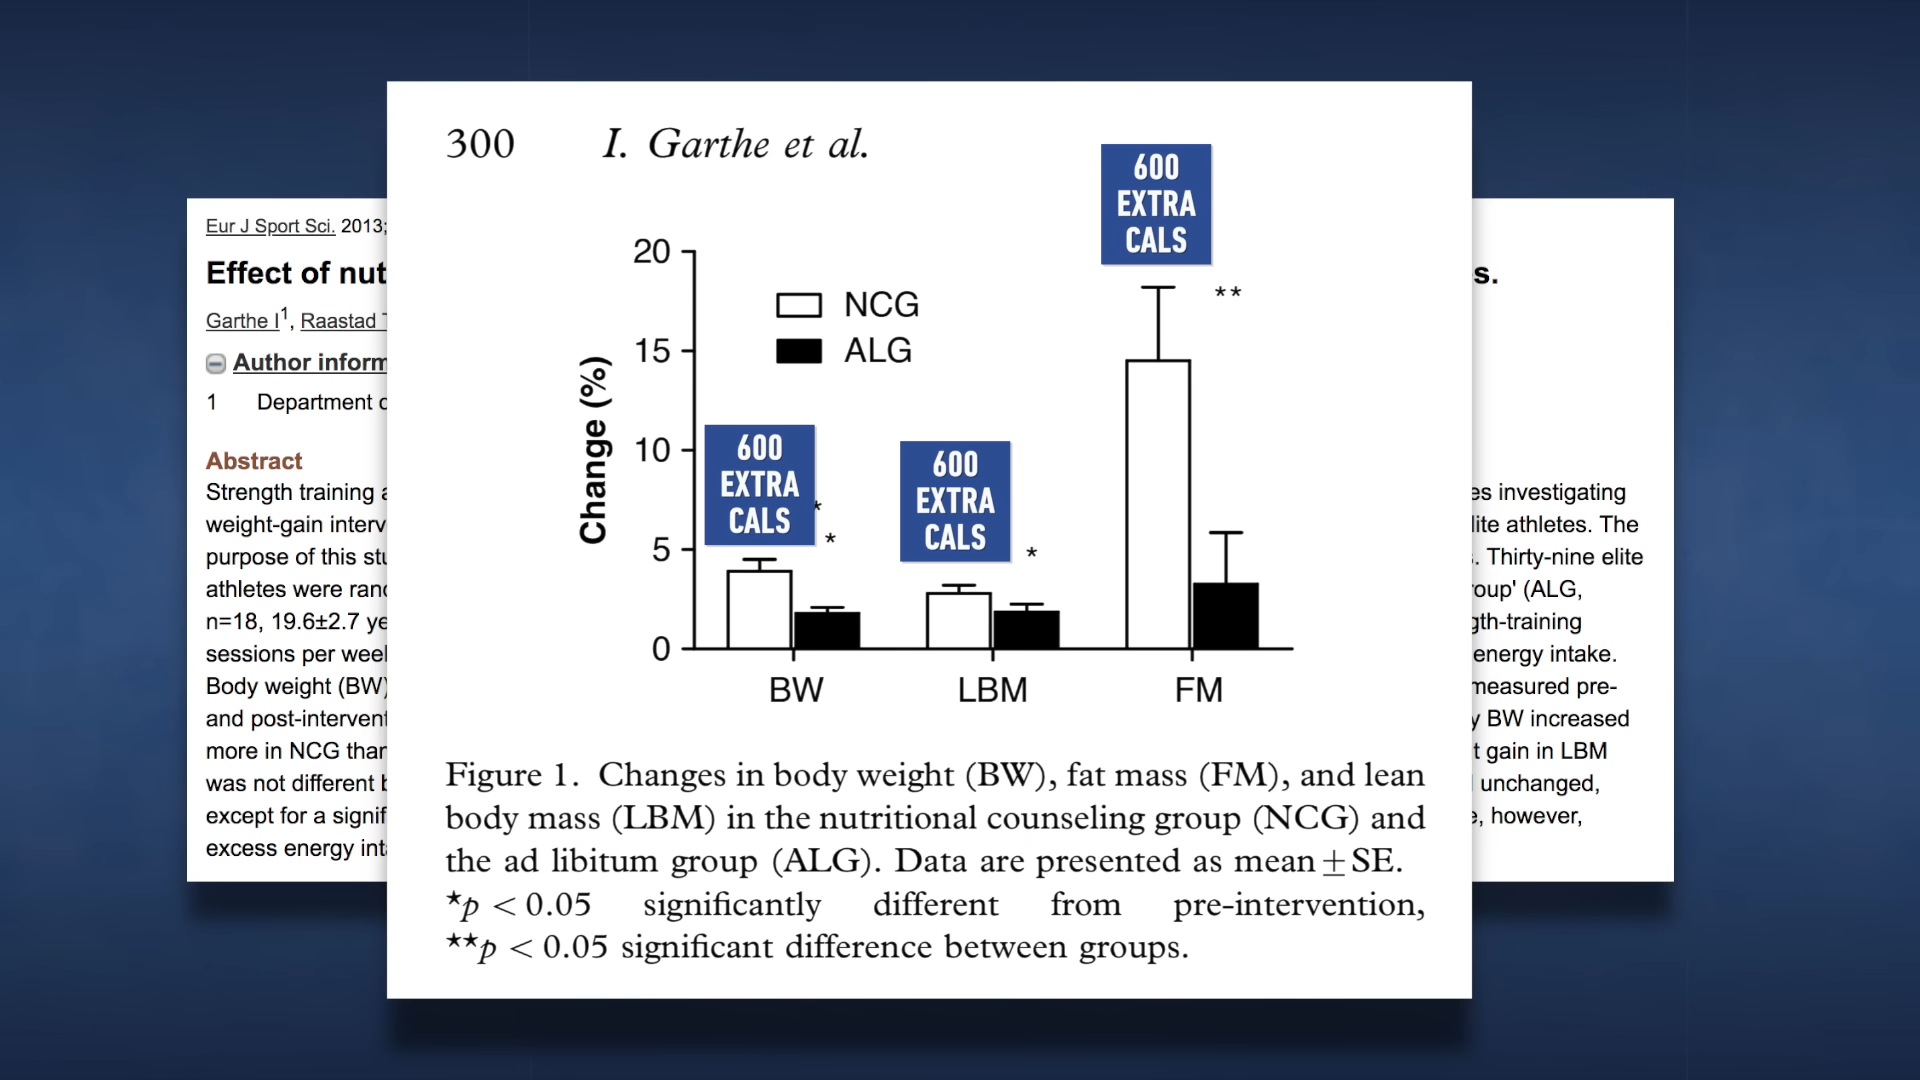 300 I. Garthe et al.
600
EXTRA
CALS
20
15
10
5
0
Change (%)
NCG
ALG
600
EXTRA
CALS
*
*
600
EXTRA
CALS
*
**
BW
LBM
FM
Figure 1. Changes in body weight (BW), fat mass (FM), and lean
body mass (LBM) in the nutritional counseling group (NCG) and
the ad libitum group (ALG). Data are presented as mean ± SE.
*p < 0.05 significantly different from pre-intervention,
**p < 0.05 significant difference between groups.
Eur J Sport Sci. 2013;
Effect of nut
Garthe I1, Raastad
Author inform
1 Department
Abstract
Strength training
weight-gain interv
purpose of this stu
athletes were ran
n=18, 19.6±2.7 ye
sessions per week
Body weight (BW)
and post-intervent
more in NCG than
was not different
except for a signif
excess energy int
s.
es investigating
lite athletes. The
. Thirty-nine elite
roup' (ALG,
gth-training
energy intake.
measured pre-
y BW increased
t gain in LBM
unchanged,
, however,